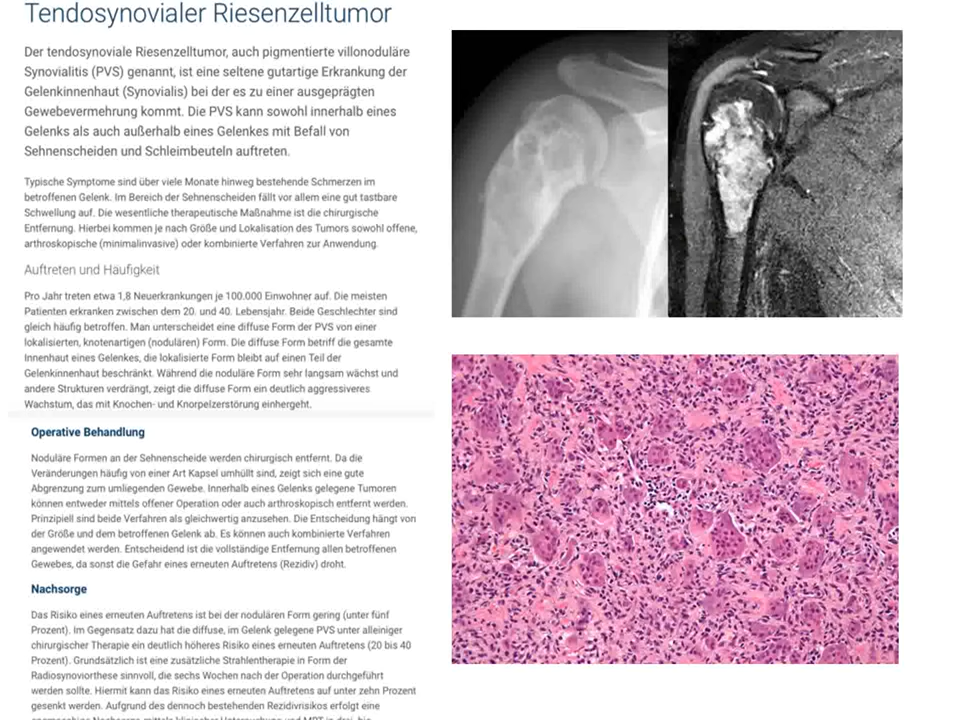 Tendosynovialer Riesenzelltumor
Der tendosynoviale Riesenzelltumor, auch pigmentierte villonoduläre
Synovialitis (PVS) genannt, ist eine seltene gutartige Erkrankung der
Gelenkinnenhaut (Synovialis) bei der es zu einer ausgeprägten
Gewebevermehrung kommt. Die PVS kann sowohl innerhalb eines
Gelenks als auch außerhalb eines Gelenkes mit Befall von
Sehnenscheiden und Schleimbeuteln auftreten.
Typische Symptome sind über viele Monate hinweg bestehende Schmerzen im
betroffenen Gelenk. Im Bereich der Sehnenscheiden fällt vor allem eine gut tastbare
Schwellung auf. Die wesentliche therapeutische Maßnahme ist die chirurgische
Entfernung. Hierbei kommen je nach Größe und Lokalisation des Tumors sowohl offene,
arthroskopische (minimalinvasive) oder kombinierte Verfahren zur Anwendung.
Auftreten und Häufigkeit
Pro Jahr treten etwa 1,8 Neuerkrankungen je 100.000 Einwohner auf. Die meisten
Patienten erkranken zwischen dem 20. und 40. Lebensjahr. Beide Geschlechter sind
gleich häufig betroffen. Man unterscheidet eine diffuse Form der PVS von einer
lokalisierten, knotenartigen (nodulären) Form. Die diffuse Form betriff die gesamte
Innenhaut eines Gelenkes, die lokalisierte Form bleibt auf einen Teil der
Gelenkinnenhaut beschränkt. Während die noduläre Form sehr langsam wächst und
andere Strukturen verdrängt, zeigt die diffuse Form ein deutlich aggressiveres
Wachstum, das mit Knochen- und Knorpelzerstörung einhergeht.
Operative Behandlung
Noduläre Formen an der Sehnenscheide werden chirurgisch entfernt. Da die
Veränderungen häufig von einer Art Kapsel umhüllt sind, zeigt sich eine gute
Abgrenzung zum umliegenden Gewebe. Innerhalb eines Gelenks gelegene Tumoren
können entweder mittels offener Operation oder auch arthroskopisch entfernt werden.
Prinzipiell sind beide Verfahren als gleichwertig anzusehen. Die Entscheidung hängt von
der Größe und dem betroffenen Gelenk ab. Es können auch kombinierte Verfahren
angewendet werden. Entscheidend ist die vollständige Entfernung allen betroffenen
Gewebes, da sonst die Gefahr eines erneuten Auftretens (Rezidiv) droht.
Nachsorge
Das Risiko eines erneuten Auftretens ist bei der nodulären Form gering (unter fünf
Prozent). Im Gegensatz dazu hat die diffuse, im Gelenk gelegene PVS unter alleiniger
chirurgischer Therapie ein deutlich höheres Risiko eines erneuten Auftretens (20 bis 40
Prozent). Grundsätzlich ist eine zusätzliche Strahlentherapie in Form der
Radiosynoviorthese sinnvoll, die sechs Wochen nach der Operation durchgeführt
werden sollte. Hiermit kann das Risiko eines erneuten Auftretens auf unter zehn Prozent
gesenkt werden. Aufgrund des dennoch bestehenden Rezidivrisikos erfolgt eine